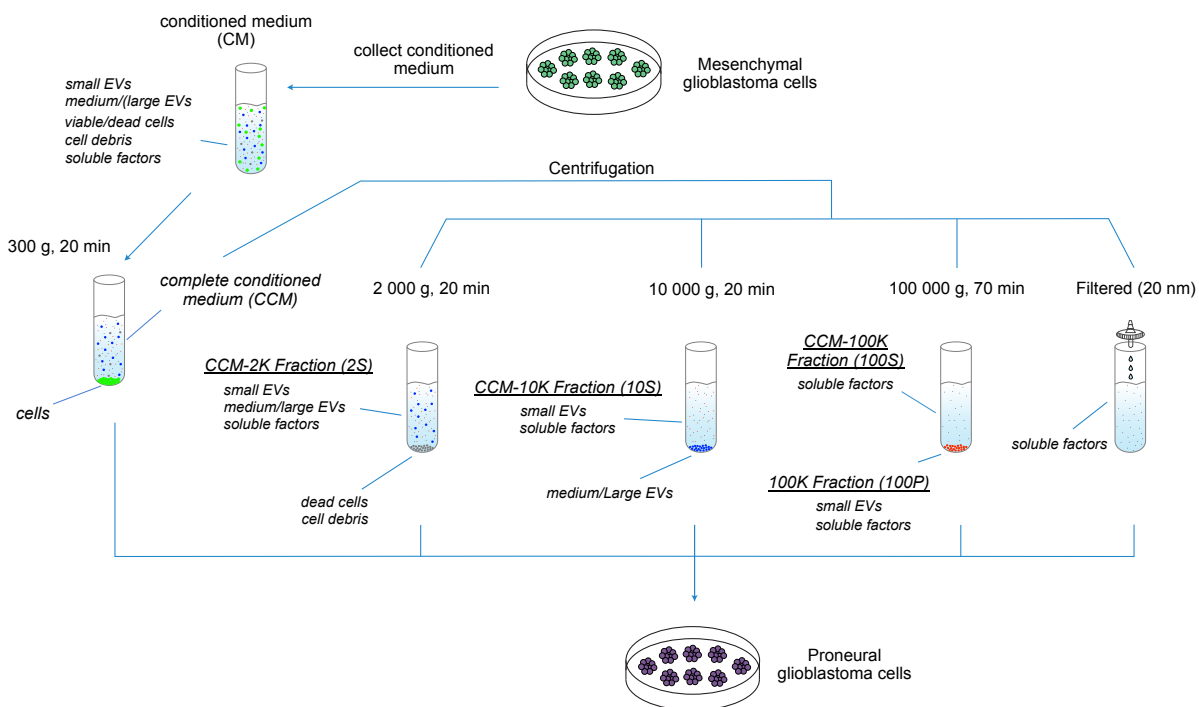 conditioned medium
(CM)
collect conditioned
medium
Mesenchymal
glioblastoma cells
small EVs
medium/(large EVs
viable/dead cells
cell debris
soluble factors
Centrifugation
300 g, 20 min
complete conditioned
medium (CCM)
cells
2 000 g, 20 min
CCM-2K Fraction (2S)
small EVs
medium/large EVs
soluble factors
dead cells
cell debris
10 000 g, 20 min
CCM-10K Fraction (10S)
small EVs
soluble factors
medium/Large EVs
100 000 g, 70 min
CCM-100K
Fraction (100S)
soluble factors
100K Fraction (100P)
small EVs
soluble factors
Filtered (20 nm)
soluble factors
Proneural
glioblastoma cells